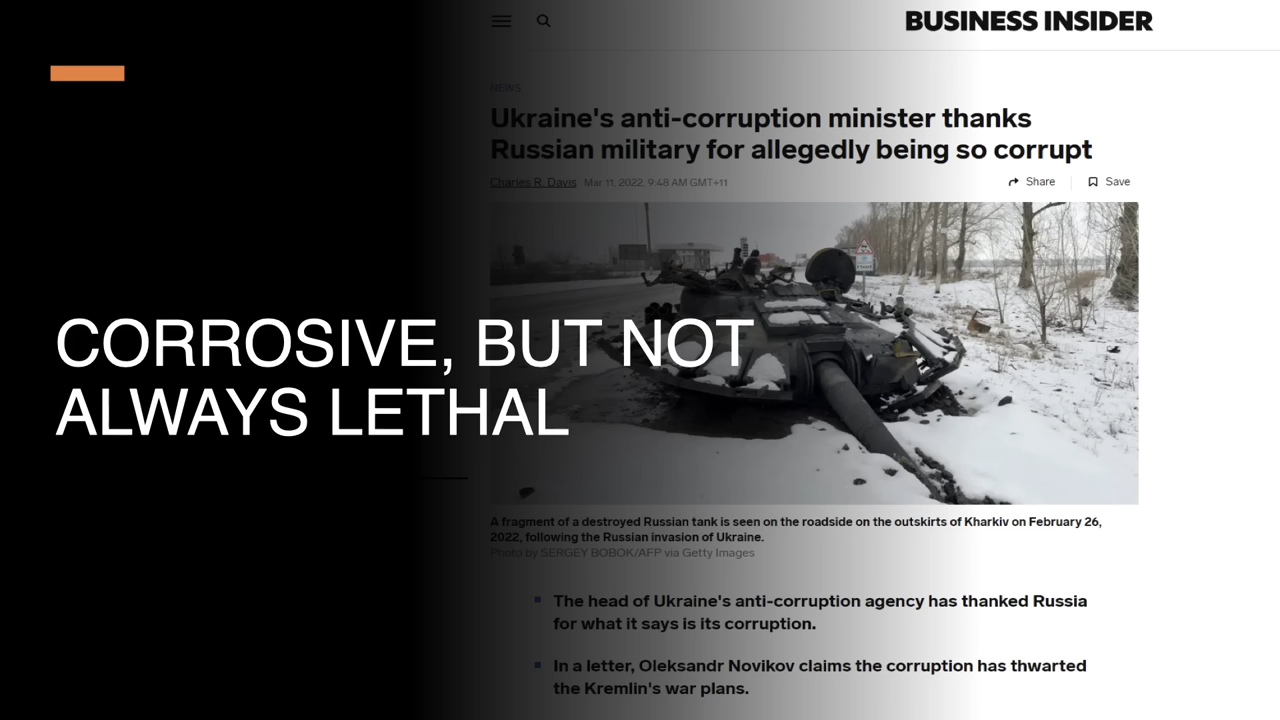 BUSINESS INSIDER
NEWS
Ukraine's anti-corruption minister thanks
Russian military for allegedly being so corrupt
Charles R. Davis Mar 11, 2022, 9:48 AM GMT+11
Share
Save
CORROSIVE, BUT NOT
ALWAYS LETHAL
A fragment of a destroyed Russian tank is seen on the roadside on the outskirts of Kharkiv on February 26,
2022, following the Russian invasion of Ukraine.
Photo by SERGEY BOBOK/AFP via Getty Images
The head of Ukraine's anti-corruption agency has thanked Russia
for what it says is its corruption.
In a letter, Oleksandr Novikov claims the corruption has thwarted
the Kremlin's war plans.